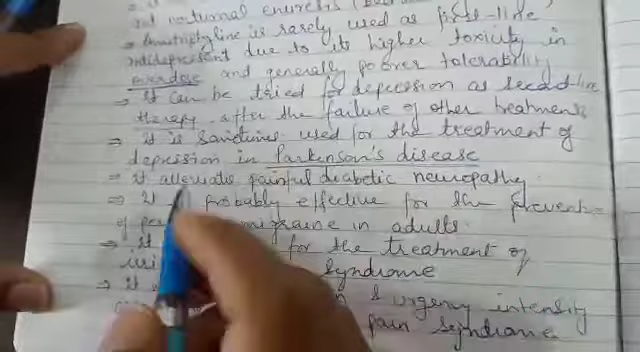 nocturnal enuresis
⇒ Amitriptyline is rarely used as first-line
antidepressant due to its higher toxicity in
overdose and generally poorer tolerability
⇒ It can be tried for depression as second-line
therapy, after the failure of other treatments
⇒ it is sometimes used for the treatment of
depression in Parkinson's disease
⇒ it alleviate painful diabetic neuropathy.
⇒ It probably effective for the
of migraine in adults.
⇒ It for the treatment of
syndrome
⇒ It & urgency intensity
pain syndrome